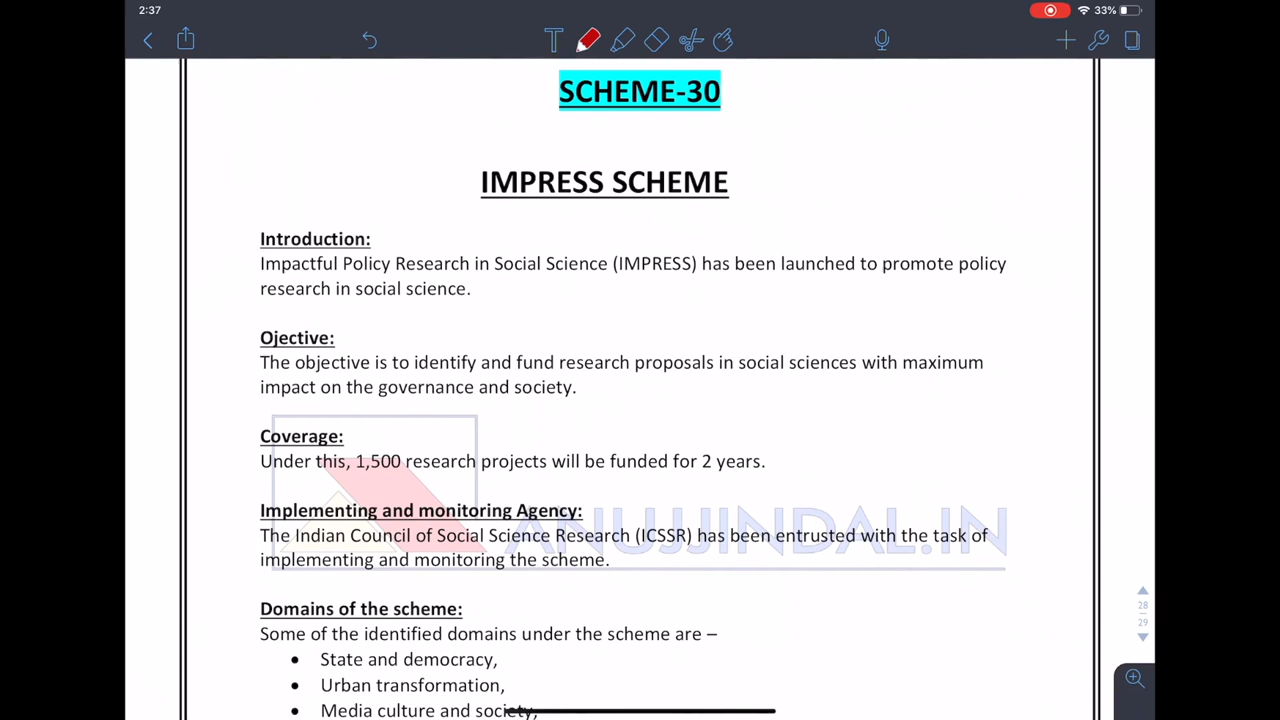 2:37
33%
T
SCHEME-30
IMPRESS SCHEME
Introduction:
Impactful Policy Research in Social Science (IMPRESS) has been launched to promote policy
research in social science.
Ojective:
The objective is to identify and fund research proposals in social sciences with maximum
impact on the governance and society.
Coverage:
Under this, 1,500 research projects will be funded for 2 years.
Implementing and monitoring Agency:
The Indian Council of Social Science Research (ICSSR) has been entrusted with the task of
implementing and monitoring the scheme.
ANUJJINDAL.IN
Domains of the scheme:
Some of the identified domains under the scheme are –
• State and democracy,
• Urban transformation,
• Media culture and society,
28
29